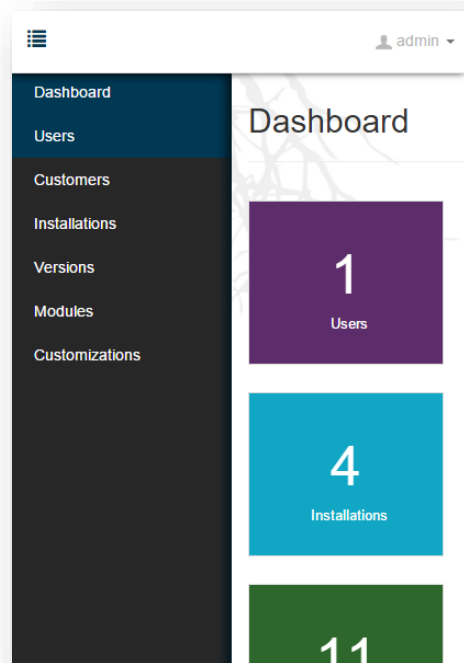 admin
Dashboard
Users
Customers
Installations
Versions
Modules
Customizations
Dashboard
1
Users
4
Installations
11